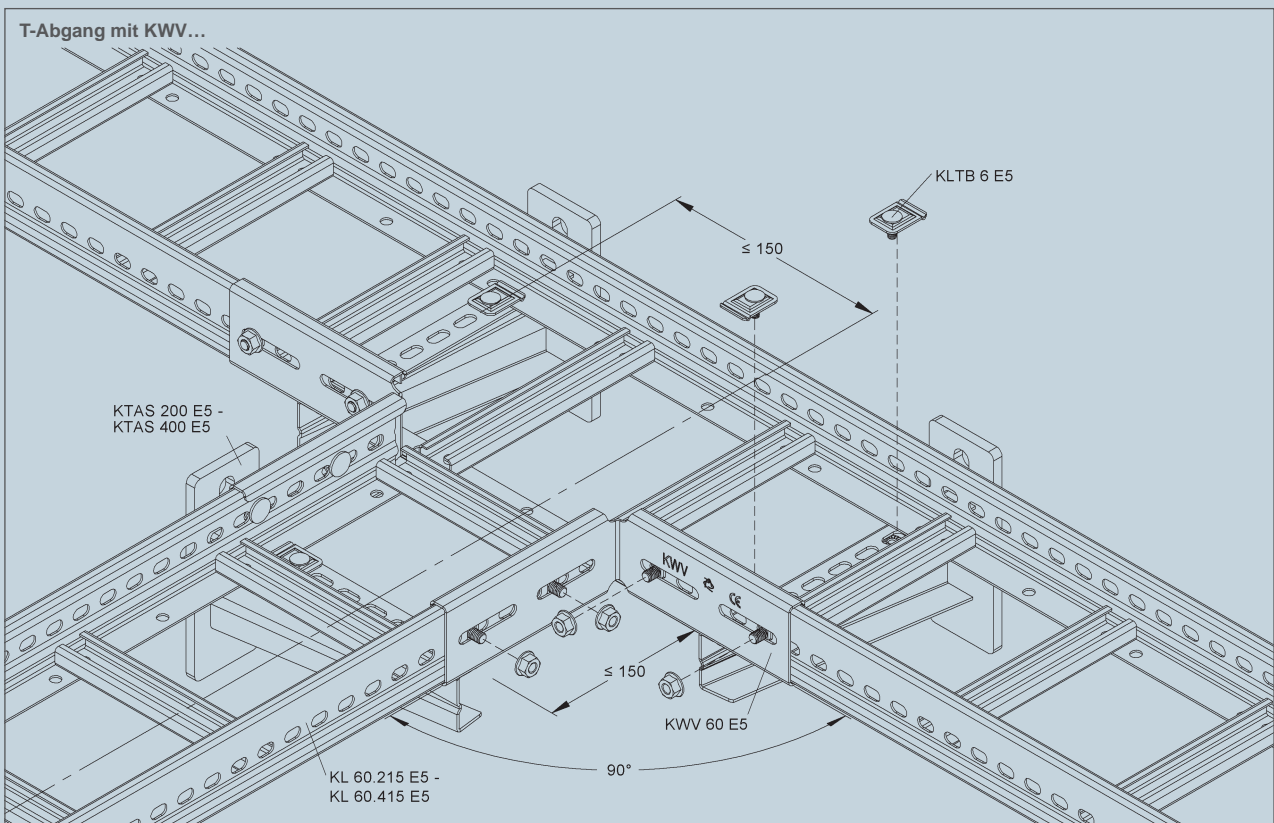 T-Abgang mit KWV...
KLTB 6 E5
≤ 150
KTAS 200 E5 -
KTAS 400 E5
KWV
CE
≤ 150
KWV 60 E5
90°
KL 60.215 E5 -
KL 60.415 E5